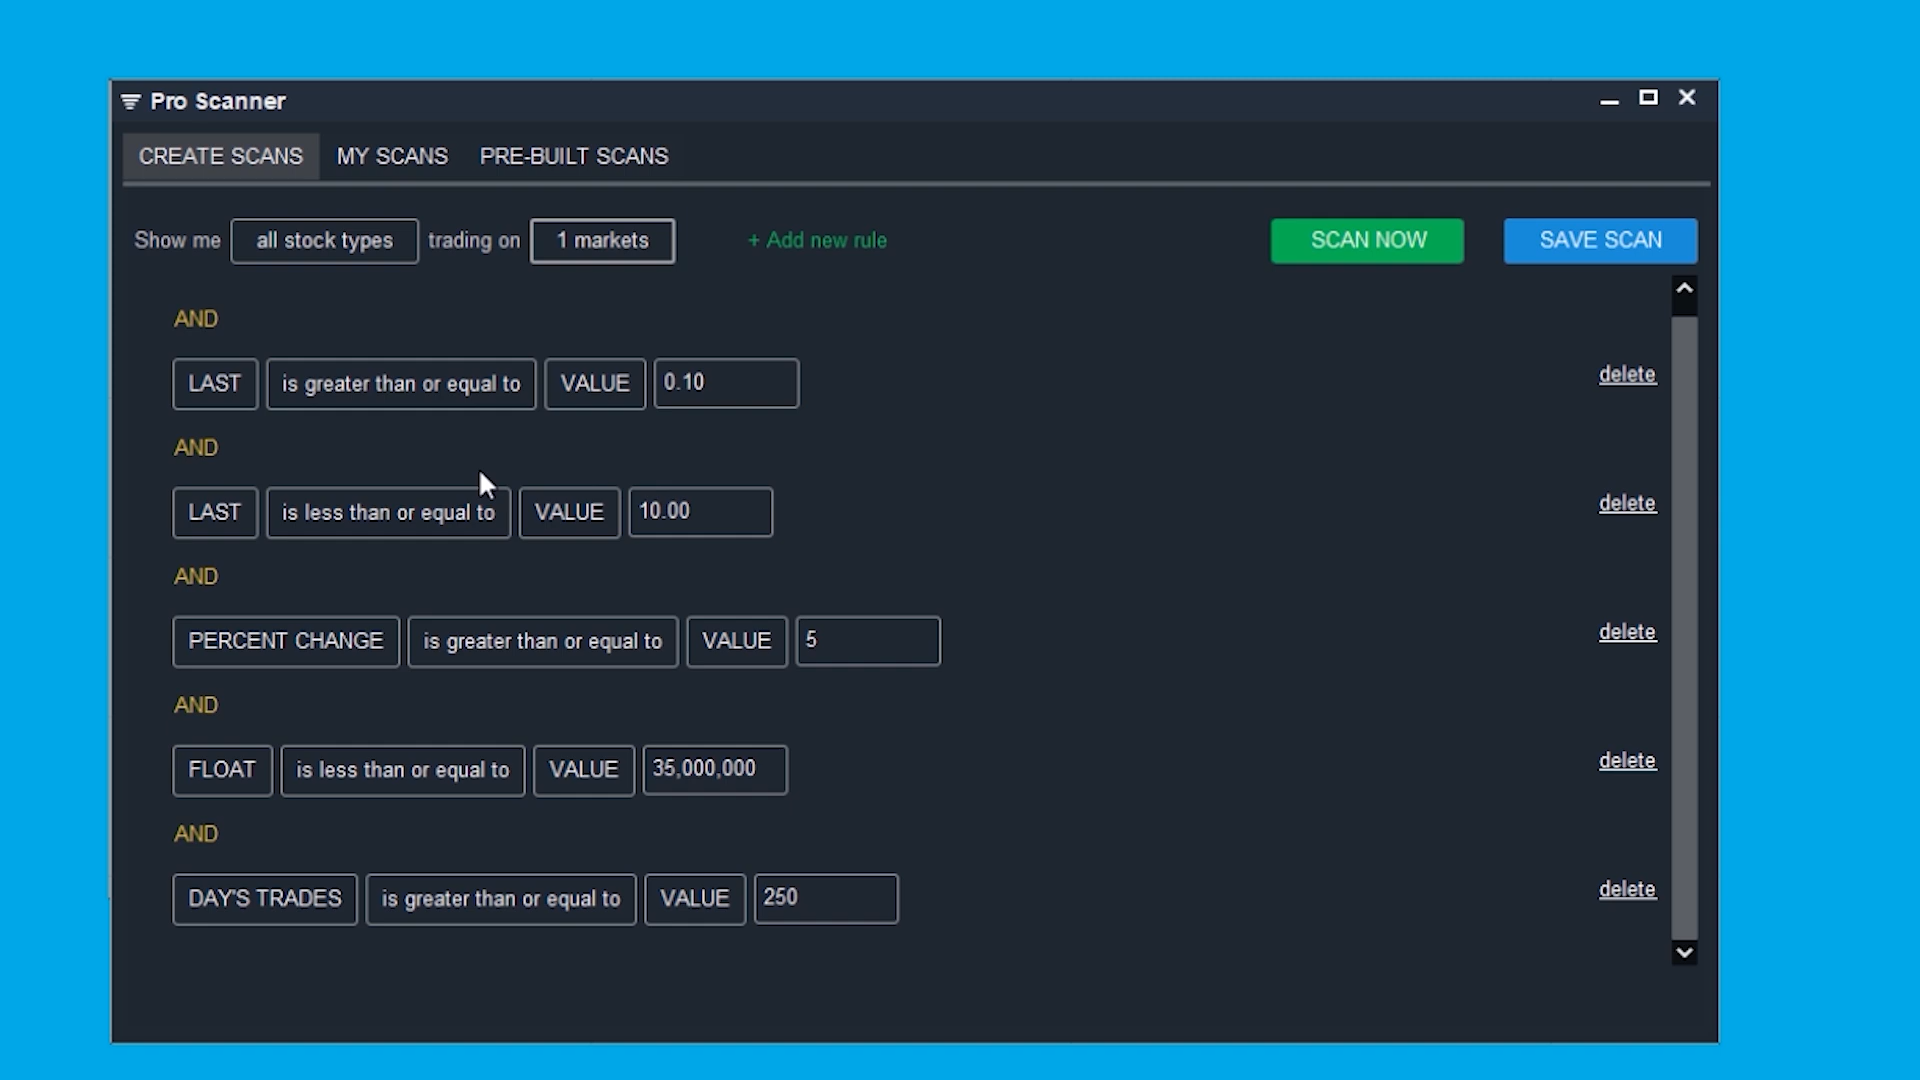 Pro Scanner
CREATE SCANS MY SCANS PRE-BUILT SCANS
Show me all stock types trading on 1 markets + Add new rule SCAN NOW SAVE SCAN
AND
LAST is greater than or equal to VALUE 0.10 delete
AND
LAST is less than or equal to VALUE 10.00 delete
AND
PERCENT CHANGE is greater than or equal to VALUE 5 delete
AND
FLOAT is less than or equal to VALUE 35,000,000 delete
AND
DAY'S TRADES is greater than or equal to VALUE 250 delete